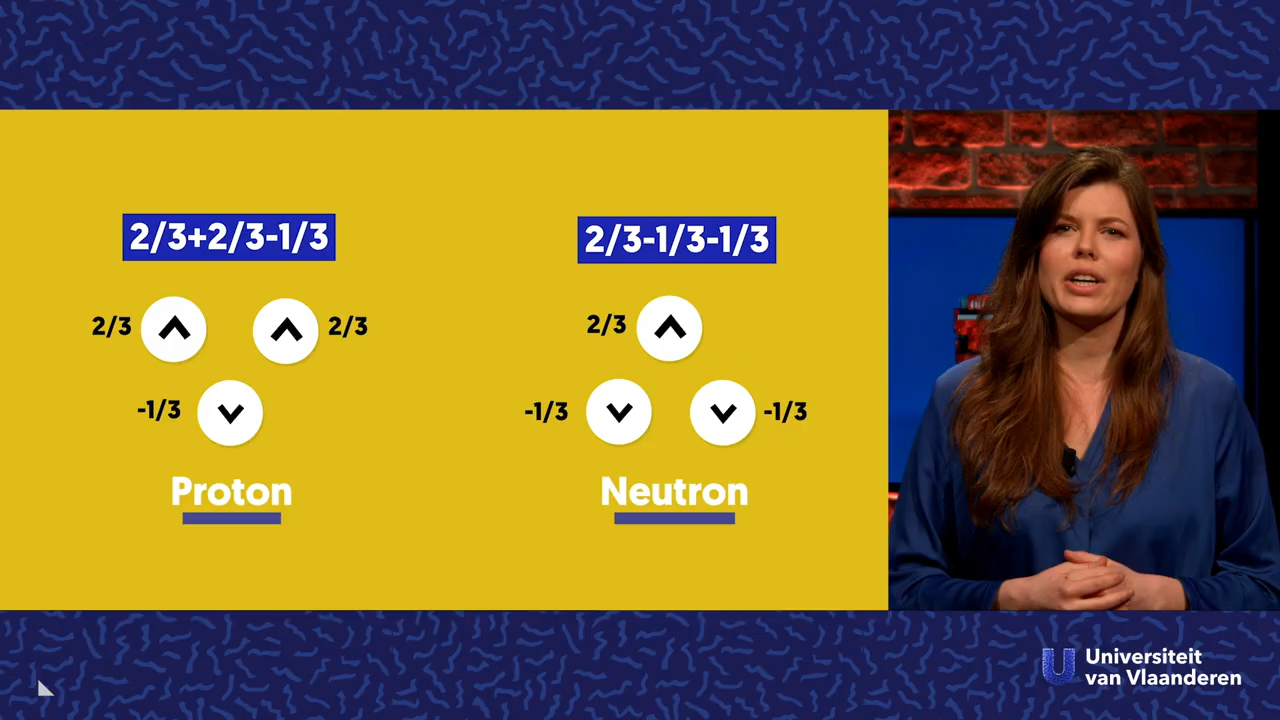 2/3+2/3-1/3
2/3
2/3
-1/3
Proton
2/3-1/3-1/3
2/3
-1/3
-1/3
Neutron
Universiteit
van Vlaanderen